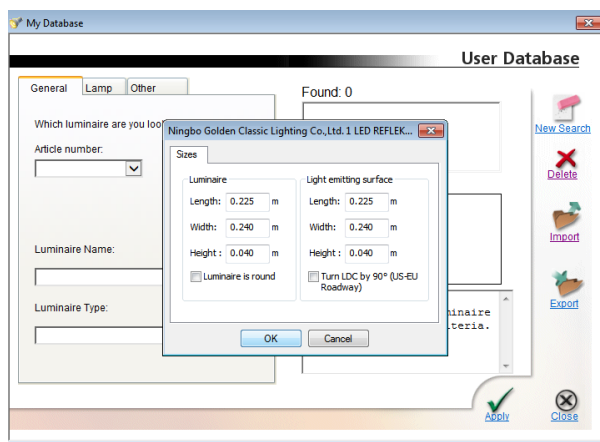 My Database
User Database
General Lamp Other
Found: 0
Which luminaire are you
Article number:
Luminaire Name:
Luminaire Type:
Ningbo Golden Classic Lighting Co.,Ltd. 1 LED REFLEK...
Sizes
Luminaire
Length: 0.225 m
Width: 0.240 m
Height : 0.040 m
Luminaire is round
Light emitting surface
Length: 0.225 m
Width: 0.240 m
Height : 0.040 m
Turn LDC by 90° (US-EU
Roadway)
OK Cancel
New Search
Delete
Import
Export
Apply
Close